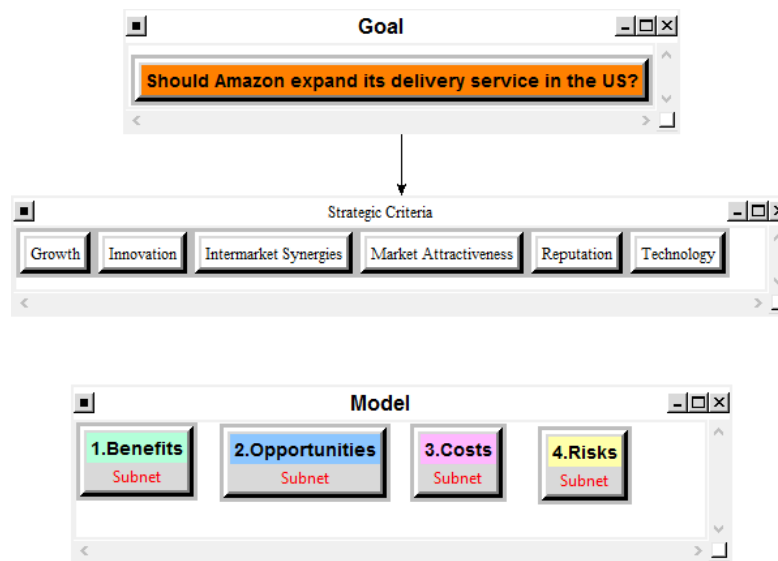 Goal
Should Amazon expand its delivery service in the US?
Strategic Criteria
Growth Innovation Intermarket Synergies Market Attractiveness Reputation Technology
Model
1.Benefits 2.Opportunities 3.Costs 4.Risks
Subnet Subnet Subnet Subnet